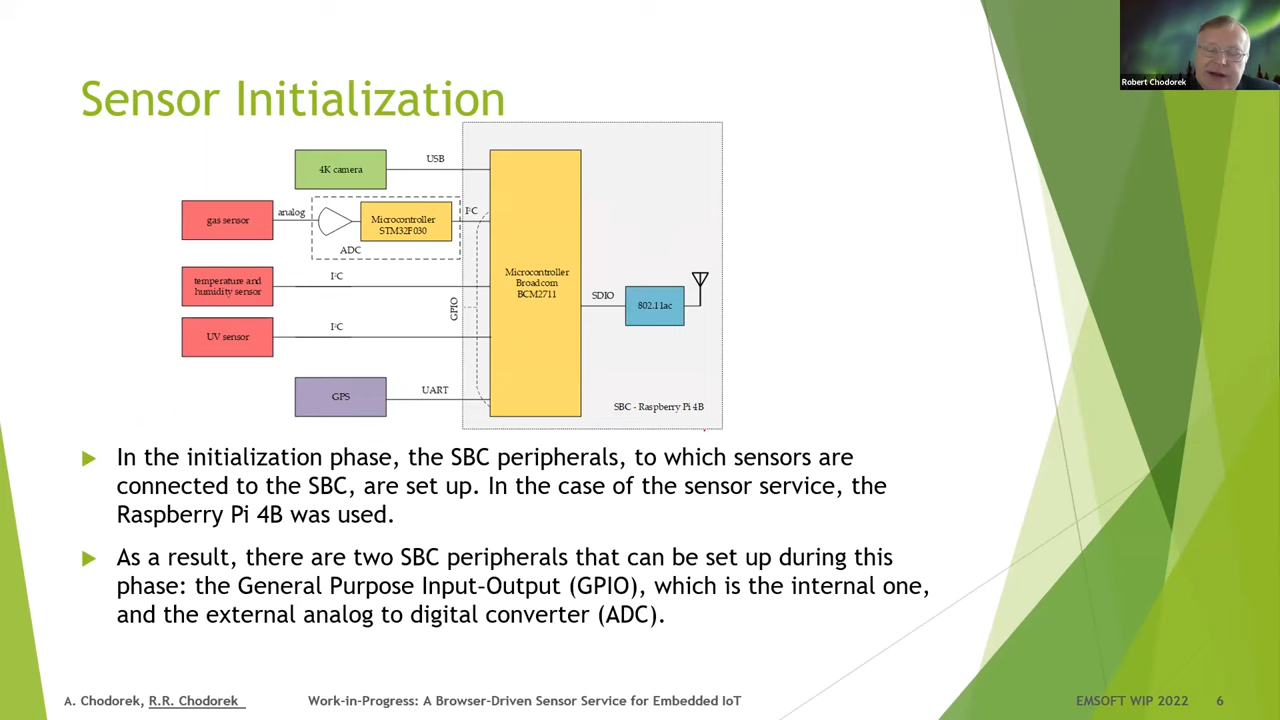 Robert Chodorek
Sensor Initialization
4K camera
USB
gas sensor
analog
Microcontroller
STM32F030
ADC
I²C
temperature and
humidity sensor
I²C
UV sensor
I²C
GPS
UART
GPIO
Microcontroller
Broadcom
BCM2711
SDIO
802.11ac
SBC - Raspberry Pi 4B
In the initialization phase, the SBC peripherals, to which sensors are
connected to the SBC, are set up. In the case of the sensor service, the
Raspberry Pi 4B was used.
As a result, there are two SBC peripherals that can be set up during this
phase: the General Purpose Input-Output (GPIO), which is the internal one,
and the external analog to digital converter (ADC).
A. Chodorek, R.R. Chodorek
Work-in-Progress: A Browser-Driven Sensor Service for Embedded IoT
EMSOFT WIP 2022
6